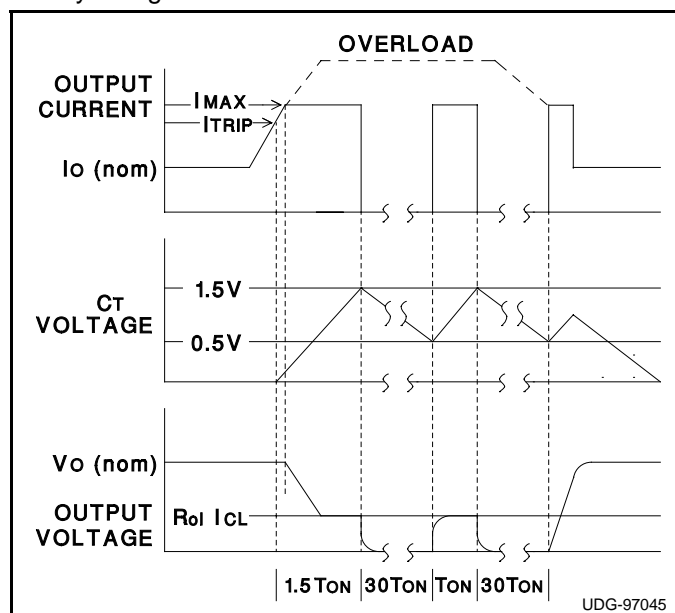 OVERLOAD
OUTPUT
CURRENT
IMAX
ITRIP
IO (nom)
CT
VOLTAGE
1.5V
0.5V
VO (nom)
OUTPUT
VOLTAGE
Rol ICL
1.5TON 30TON TON 30TON
UDG-97045